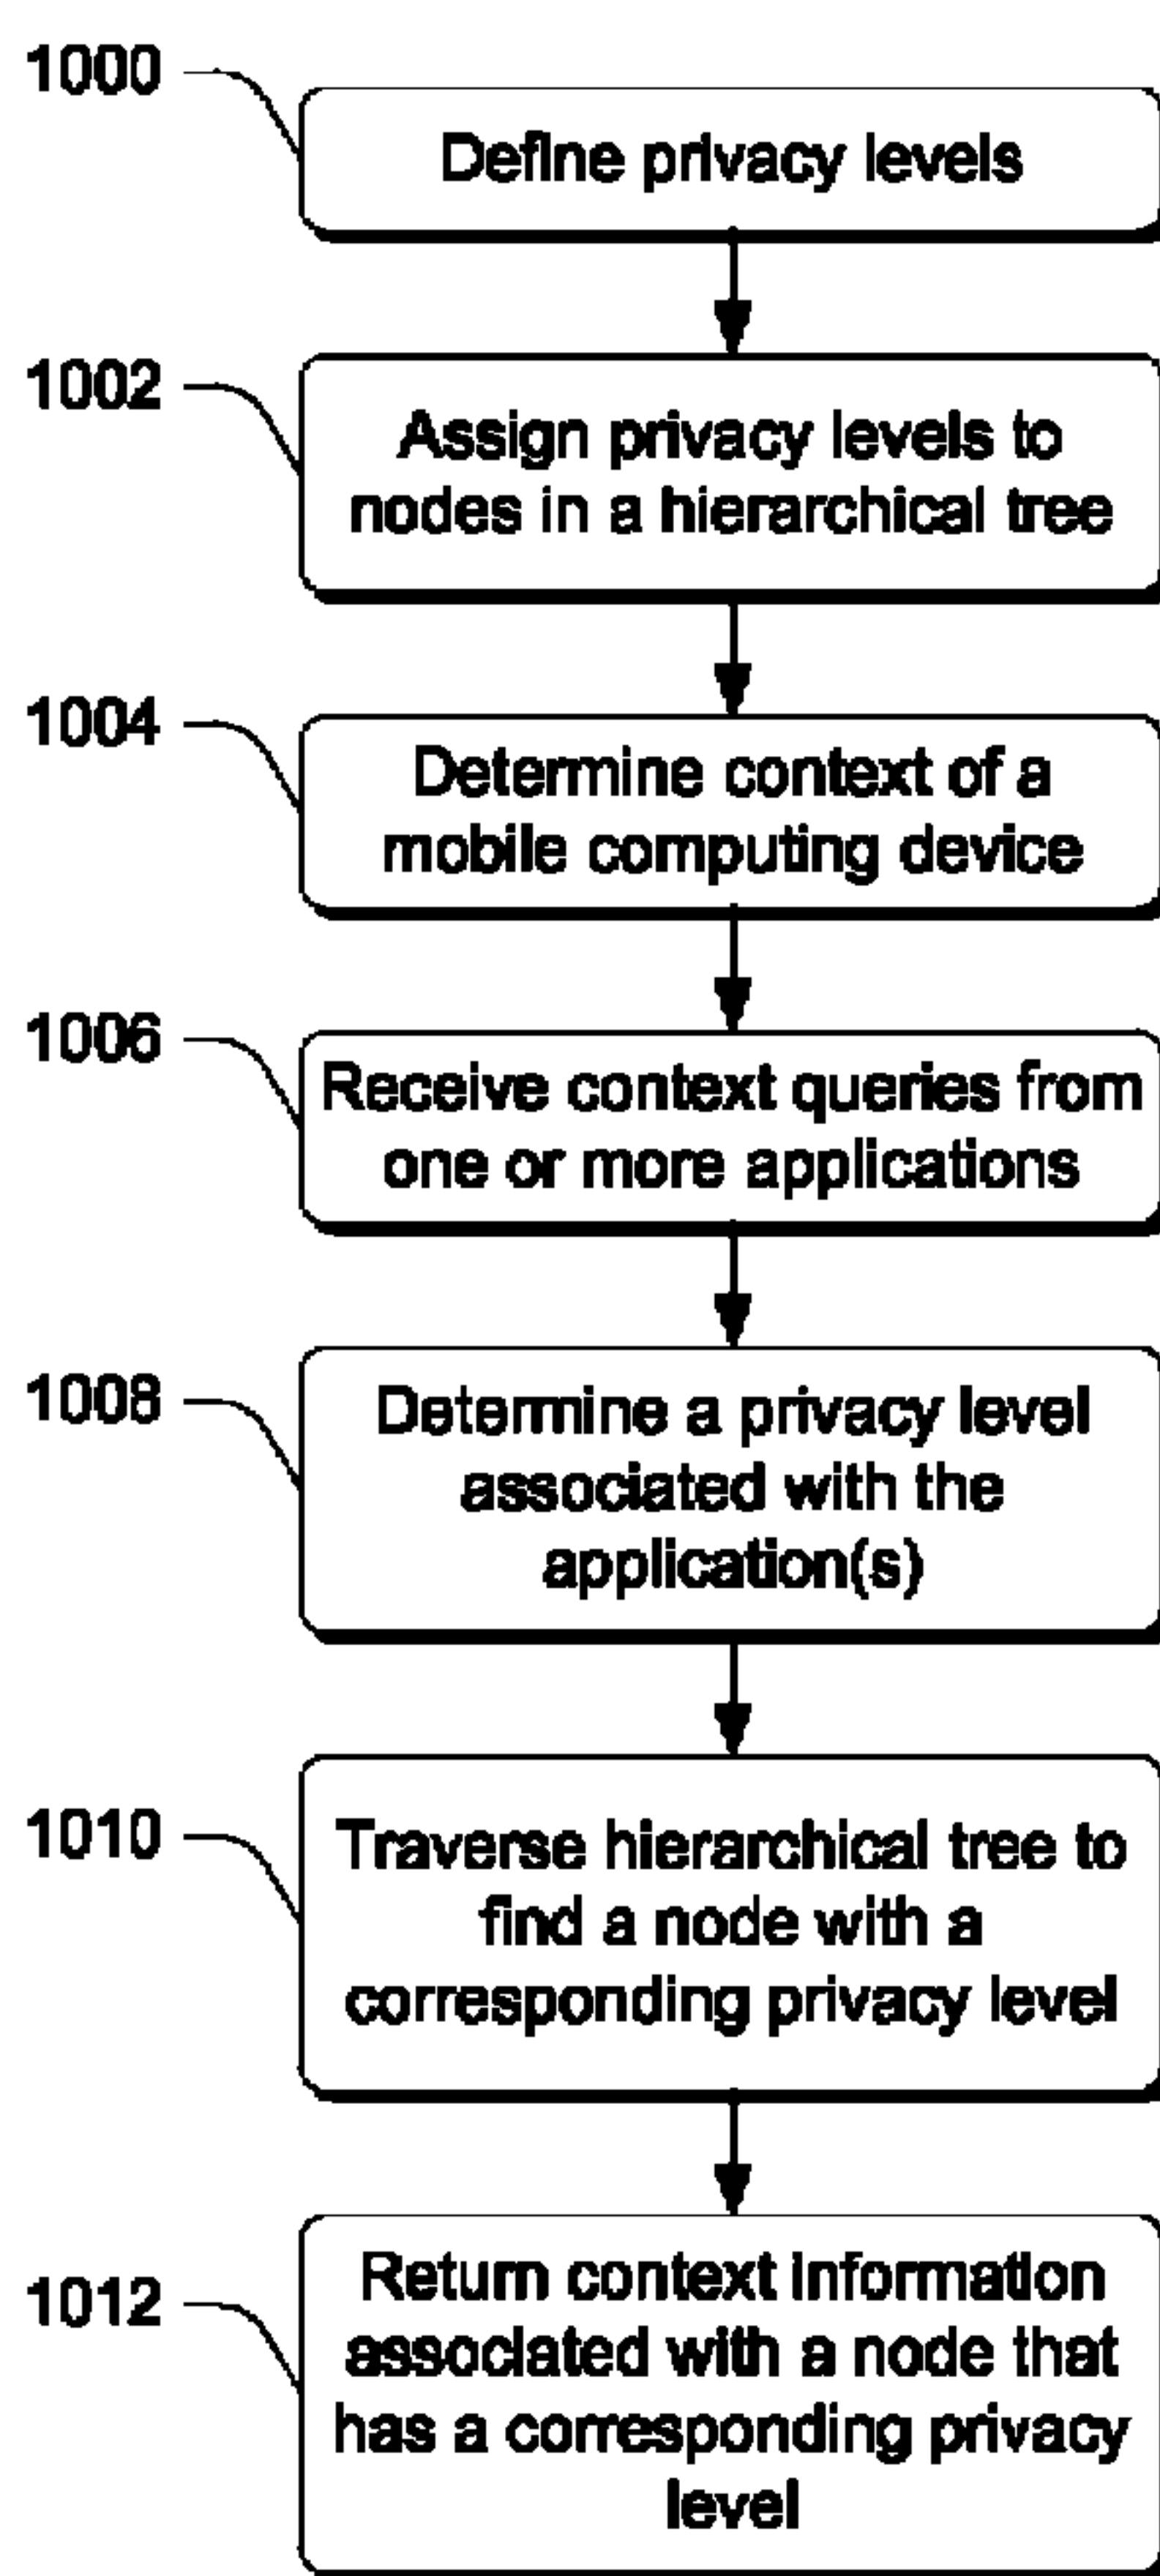 1000
Define privacy levels
1002
Assign privacy levels to
nodes in a hierarchical tree
1004
Determine context of a
mobile computing device
1006
Receive context queries from
one or more applications
1008
Determine a privacy level
associated with the
application(s)
1010
Traverse hierarchical tree to
find a node with a
corresponding privacy level
1012
Return context information
associated with a node that
has a corresponding privacy
level